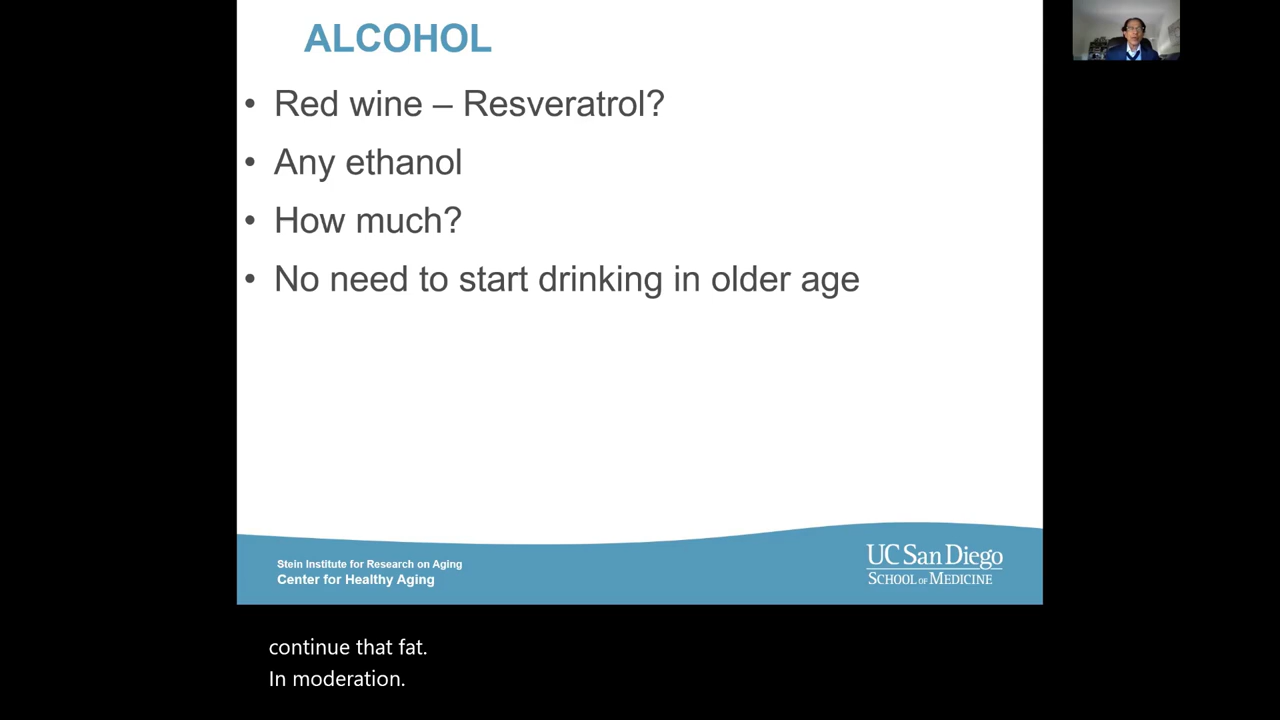 ALCOHOL
• Red wine – Resveratrol?
• Any ethanol
• How much?
• No need to start drinking in older age
Stein Institute for Research on Aging
Center for Healthy Aging
UC San Diego
SCHOOL OF MEDICINE
continue that fat.
In moderation.